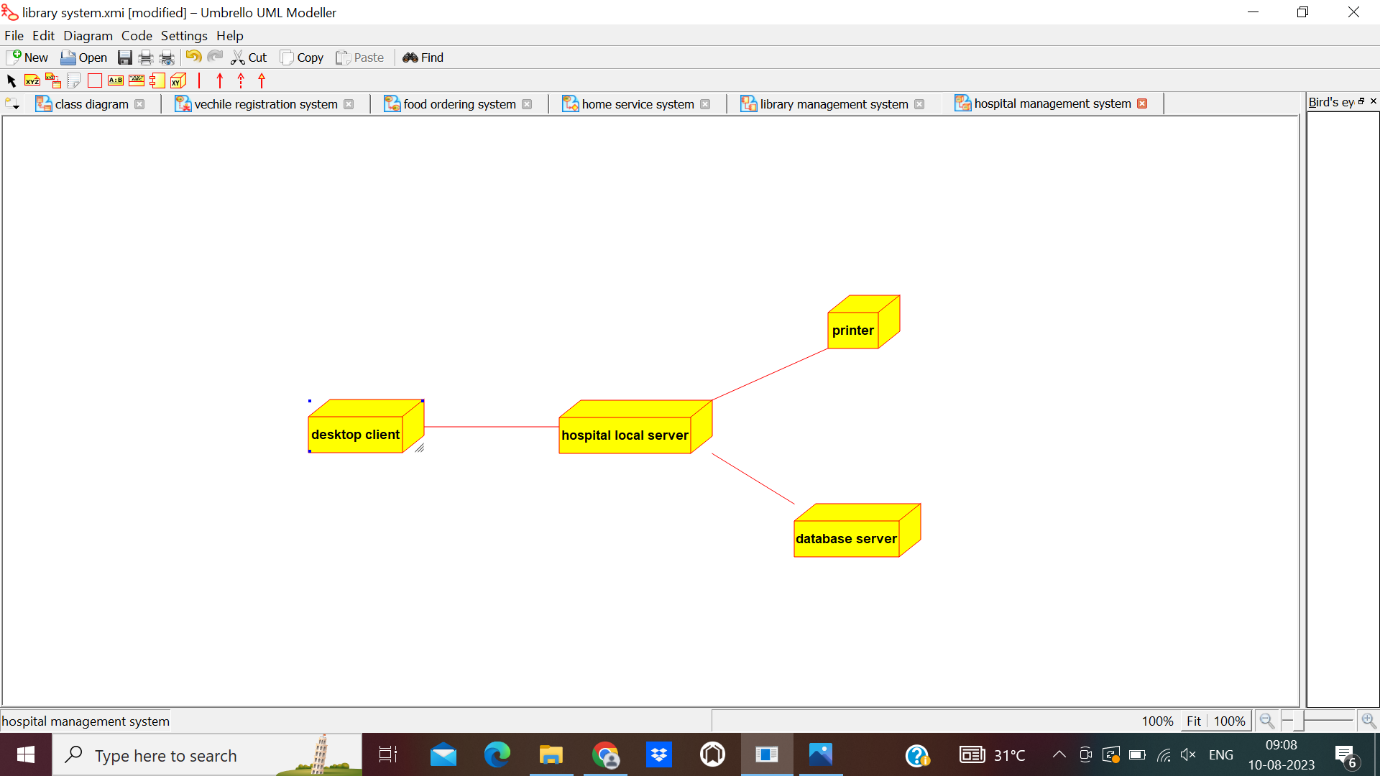 library system.xmi [modified] – Umbrello UML Modeller
File Edit Diagram Code Settings Help
New Open Cut Copy Paste Find
XYZ A:B ABC XY
class diagram vechile registration system food ordering system home service system library management system hospital management system Bird's ey
printer
desktop client hospital local server
database server
hospital management system 100% Fit 100%
Type here to search 31°C ENG 09:08
10-08-2023 6